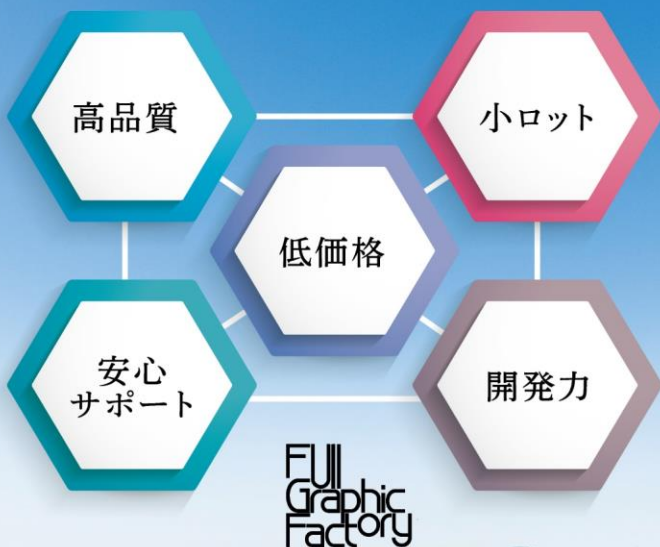 高品質
小ロット
低価格
安心
サポート
開発力
FUll
Graphic
Factory